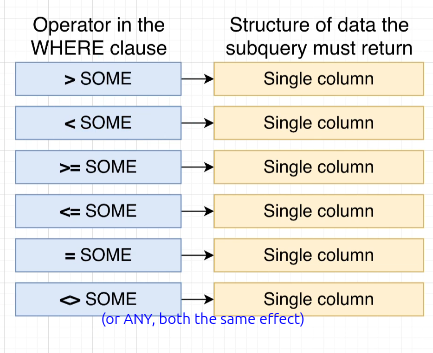 Operator in the Structure of data the
WHERE clause subquery must return
> SOME Single column
< SOME Single column
>= SOME Single column
<= SOME Single column
= SOME Single column
<> SOME Single column
(or ANY, both the same effect)